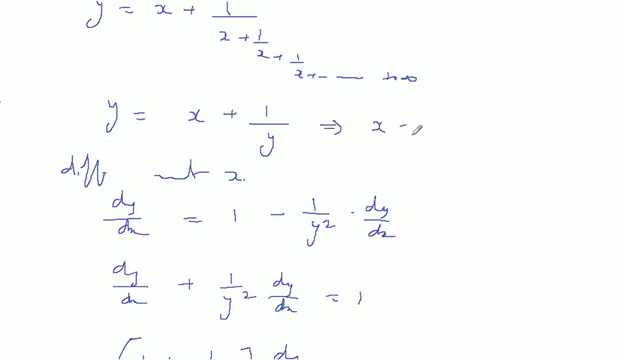 y = x + 1/(x + 1/(x + 1/(x + - — +∞
y = x + 1/y ⇒ x -
diff wrt x.
dy/dx = 1 - 1/y² · dy/dx
dy/dx + 1/y² dy/dx = 1